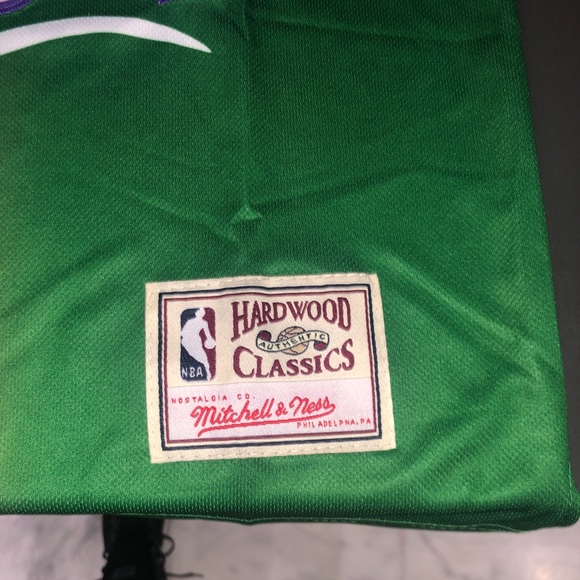 HARDWOOD
AUTHENTIC
CLASSICS
NBA
NOSTALGIA CO.
Mitchell & Ness
PHILADELPHIA, PA